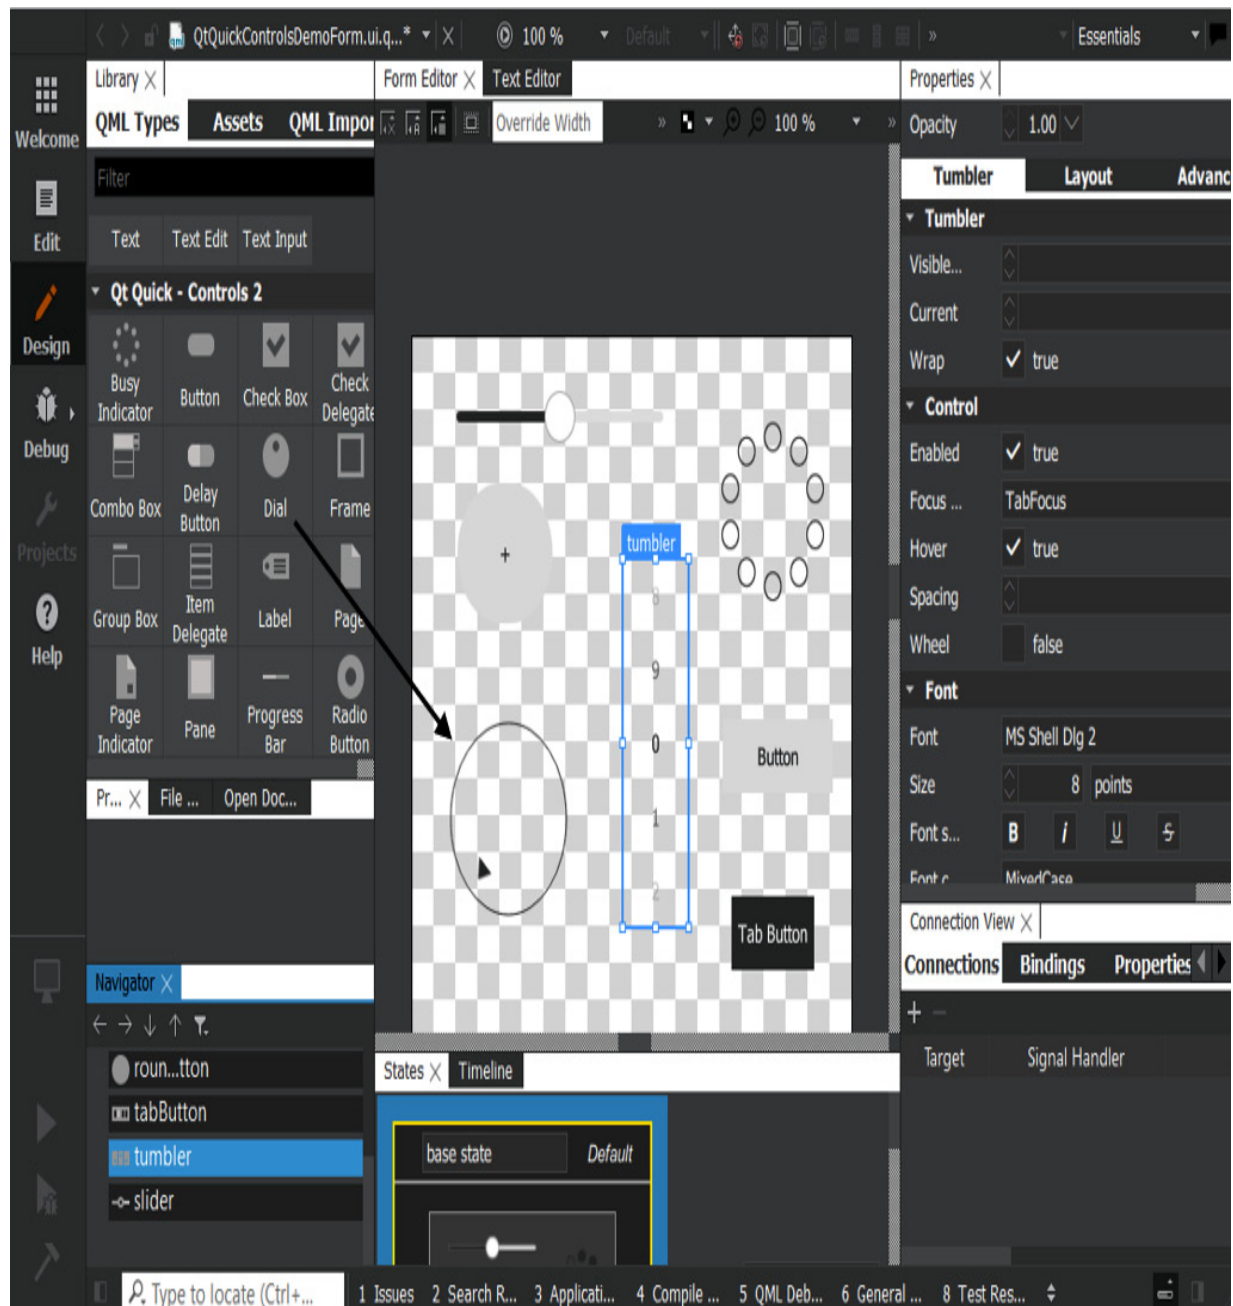 QtQuickControlsDemoForm.ui.q...*
100 %
Default
Essentials
Library
Form Editor
Text Editor
Properties
Welcome
QML Types Assets QML Impor
Override Width
100 %
Opacity 1.00
Filter
Tumbler Layout Advanc
Edit
Text Text Edit Text Input
Tumbler
Visible...
Qt Quick - Controls 2
Current
Design
Busy Indicator
Button
Check Box
Check Delegate
Wrap true
Control
Debug
Enabled true
Combo Box
Delay Button
Dial
Frame
Focus ... TabFocus
Projects
+
tumbler
Hover true
8
Spacing
Group Box
Item Delegate
Label
Page
Help
Wheel false
9
Font
Page Indicator
Pane
Progress Bar
Radio Button
0
Button
Font MS Shell Dlg 2
Pr...
File ...
Open Doc...
Size 8 points
1
Font s... B i U S
2
Font c MixedCase
Tab Button
Connection View
Connections Bindings Properties
Navigator
+ −
Target Signal Handler
roun...tton
States
Timeline
tabButton
tumbler
base state Default
slider
Type to locate (Ctrl+...
1 Issues 2 Search R... 3 Applicati... 4 Compile ... 5 QML Deb... 6 General ... 8 Test Res...